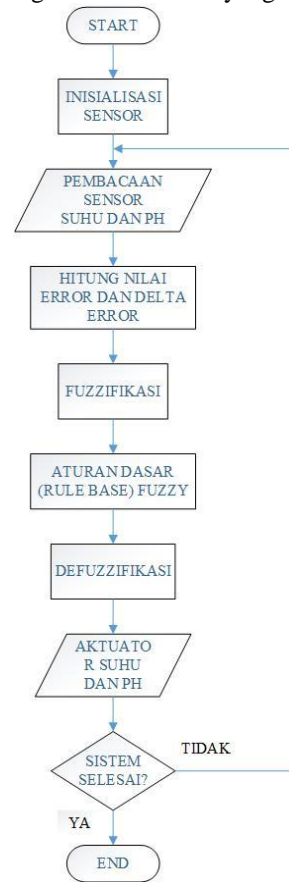 START
INISIALISASI
SENSOR
PEMBACAAN
SENSOR
SUHU DAN PH
HITUNG NILAI
ERROR DAN DELTA
ERROR
FUZZIFIKASI
ATURAN DASAR
(RULE BASE) FUZZY
DEFUZZIFIKASI
AKTUATO
R SUHU
DAN PH
SISTEM
SELESAI?
TIDAK
YA
END